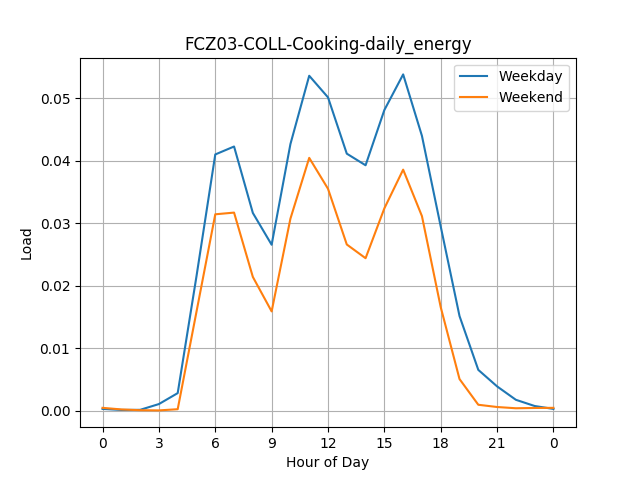 FCZ03-COLL-Cooking-daily_energy
Weekday
Weekend
0.05
0.04
0.03
0.02
0.01
0.00
Load
0 3 6 9 12 15 18 21 0
Hour of Day